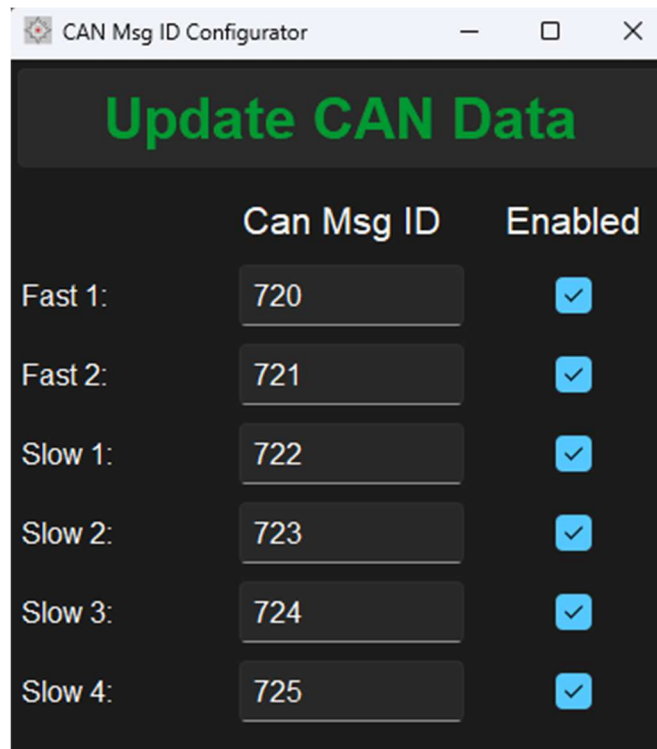 CAN Msg ID Configurator
Update CAN Data
Can Msg ID Enabled
Fast 1: 720
Fast 2: 721
Slow 1: 722
Slow 2: 723
Slow 3: 724
Slow 4: 725